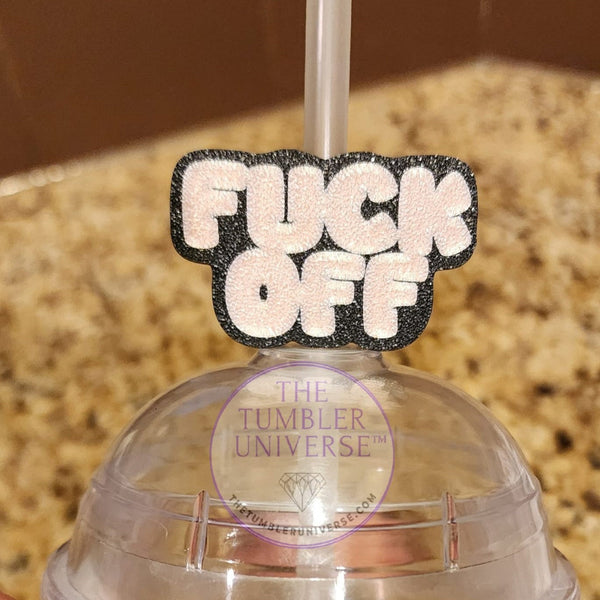 FUCK
OFF
THE
TUMBLER
UNIVERSE™
THETUMBLERUNIVERSE.COM